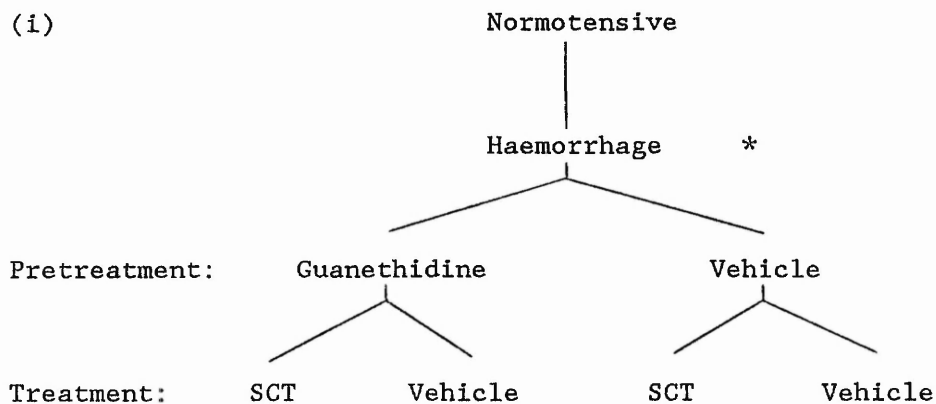 (i) Normotensive
Haemorrhage *
Pretreatment: Guanethidine Vehicle
Treatment: SCT Vehicle SCT Vehicle